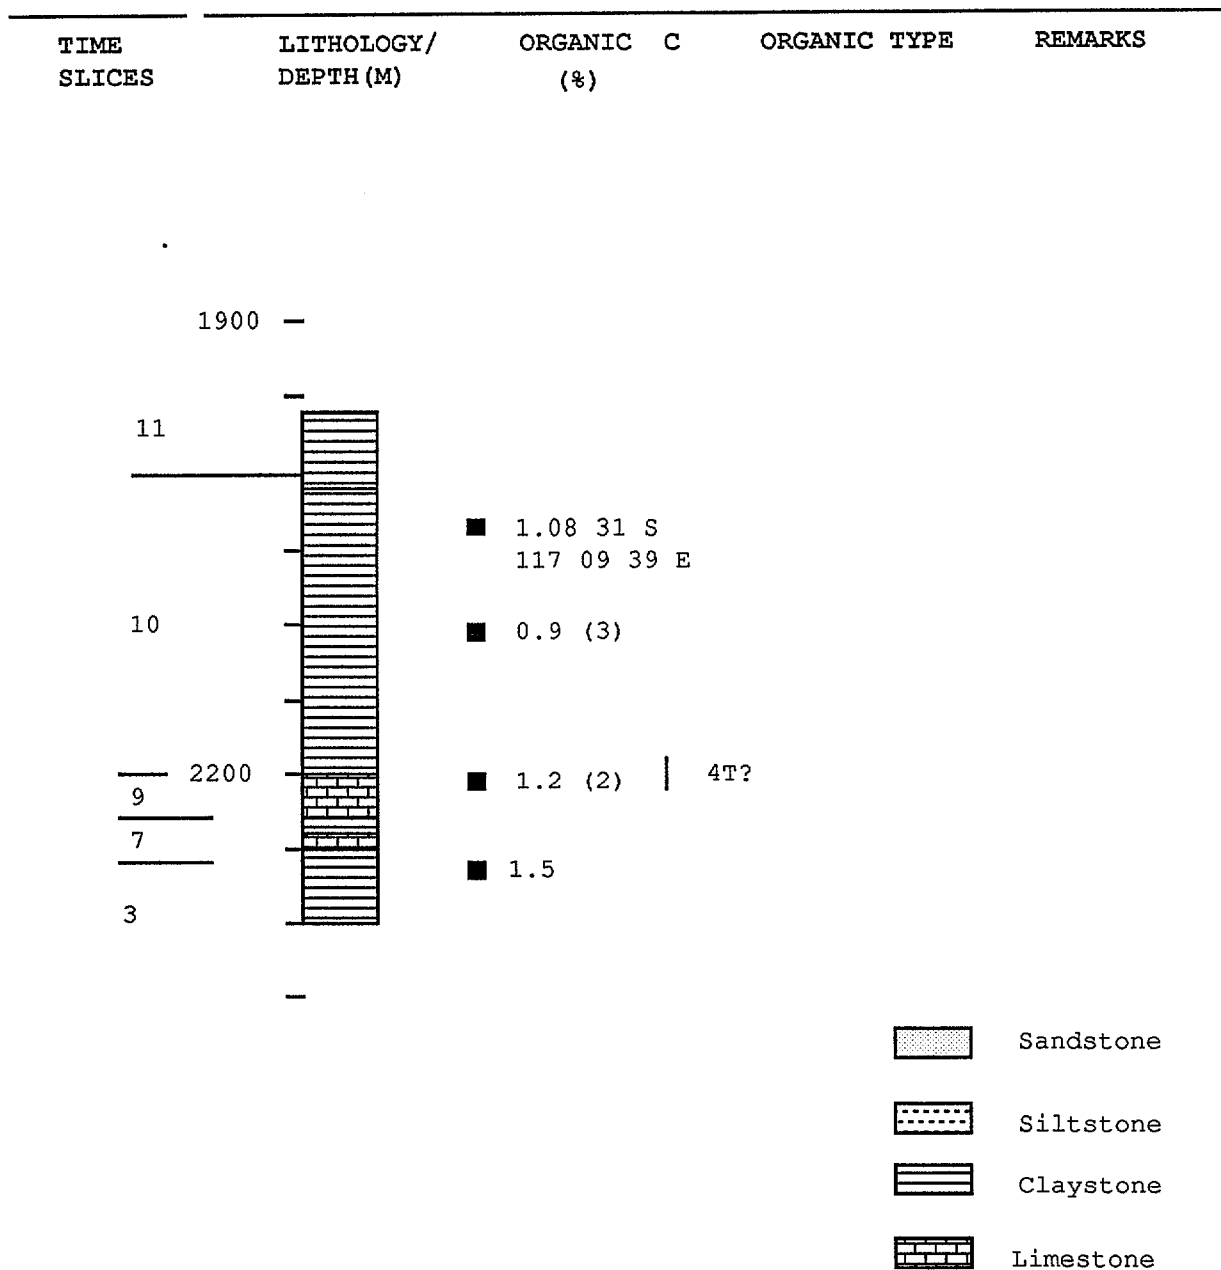 TIME LITHOLOGY/ ORGANIC C ORGANIC TYPE REMARKS
SLICES DEPTH(M) (%)
1900
11
1.08 31 S
117 09 39 E
10 0.9 (3)
2200 1.2 (2) 4T?
9
7
1.5
3
Sandstone
Siltstone
Claystone
Limestone